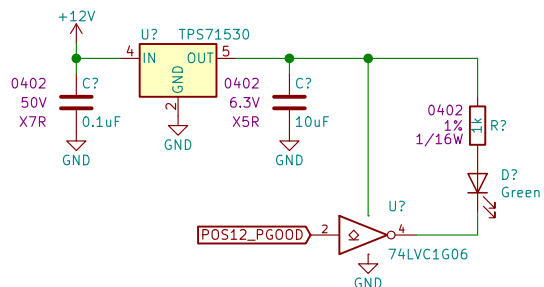 +12V
U? TPS71530
4 IN OUT 5
GND
2
GND
0402 C?
50V
X7R 0.1uF
GND
0402 C?
6.3V
X5R 10uF
GND
0402
1% 1k R?
1/16W
D?
Green
U?
POS12_PGOOD 2 4
74LVC1G06
GND